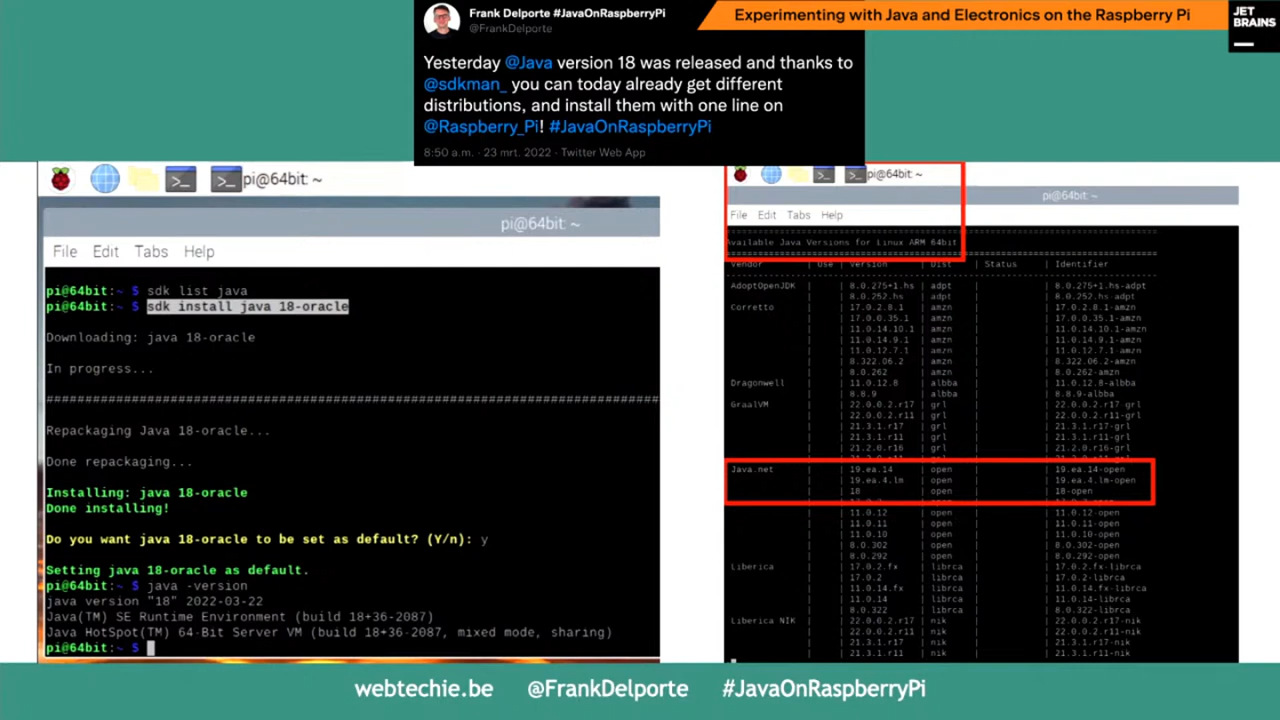 Frank Delporte #JavaOnRaspberryPi
@FrankDelporte
Yesterday @Java version 18 was released and thanks to
@sdkman_ you can today already get different
distributions, and install them with one line on
@Raspberry_Pi! #JavaOnRaspberryPi
8:50 a.m. · 23 mrt. 2022 · Twitter Web App
Experimenting with Java and Electronics on the Raspberry Pi
JET
BRAINS
pi@64bit: ~
pi@64bit: ~
File Edit Tabs Help
pi@64bit:~ $ sdk list java
pi@64bit:~ $ sdk install java 18-oracle
Downloading: java 18-oracle
In progress...
Repackaging Java 18-oracle...
Done repackaging...
Installing: java 18-oracle
Done installing!
Do you want java 18-oracle to be set as default? (Y/n): y
Setting java 18-oracle as default.
pi@64bit:~ $ java -version
java version "18" 2022-03-22
Java(TM) SE Runtime Environment (build 18+36-2087)
Java HotSpot(TM) 64-Bit Server VM (build 18+36-2087, mixed mode, sharing)
pi@64bit:~ $
pi@64bit: ~
pi@64bit: ~
File Edit Tabs Help
Available Java Versions for Linux ARM 64bit
Vendor | Use | Version | Dist | Status | Identifier
AdoptOpenJDK | | 8.0.275+1.hs | adpt | | 8.0.275+1.hs-adpt
| | 8.0.252.hs | adpt | | 8.0.252.hs-adpt
Corretto | | 17.0.2.8.1 | amzn | | 17.0.2.8.1-amzn
| | 17.0.0.35.1 | amzn | | 17.0.0.35.1-amzn
| | 11.0.14.10.1 | amzn | | 11.0.14.10.1-amzn
| | 11.0.14.9.1 | amzn | | 11.0.14.9.1-amzn
| | 11.0.12.7.1 | amzn | | 11.0.12.7.1-amzn
| | 8.322.06.2 | amzn | | 8.322.06.2-amzn
| | 8.0.262 | amzn | | 8.0.262-amzn
Dragonwell | | 11.0.12.8 | albba | | 11.0.12.8-albba
| | 8.8.9 | albba | | 8.8.9-albba
GraalVM | | 22.0.0.2.r17 | grl | | 22.0.0.2.r17-grl
| | 22.0.0.2.r11 | grl | | 22.0.0.2.r11-grl
| | 21.3.1.r17 | grl | | 21.3.1.r17-grl
| | 21.3.1.r11 | grl | | 21.3.1.r11-grl
| | 21.2.0.r16 | grl | | 21.2.0.r16-grl
Java.net | | 19.ea.14 | open | | 19.ea.14-open
| | 19.ea.4.lm | open | | 19.ea.4.lm-open
| | 18 | open | | 18-open
| | 11.0.12 | open | | 11.0.12-open
| | 11.0.11 | open | | 11.0.11-open
| | 11.0.10 | open | | 11.0.10-open
| | 8.0.302 | open | | 8.0.302-open
| | 8.0.292 | open | | 8.0.292-open
Liberica | | 17.0.2.fx | librca | | 17.0.2.fx-librca
| | 17.0.2 | librca | | 17.0.2-librca
| | 11.0.14.fx | librca | | 11.0.14.fx-librca
| | 11.0.14 | librca | | 11.0.14-librca
| | 8.0.322 | librca | | 8.0.322-librca
Liberica NIK | | 22.0.0.2.r17 | nik | | 22.0.0.2.r17-nik
| | 22.0.0.2.r11 | nik | | 22.0.0.2.r11-nik
| | 21.3.1.r17 | nik | | 21.3.1.r17-nik
| | 21.3.1.r11 | nik | | 21.3.1.r11-nik
webtechie.be @FrankDelporte #JavaOnRaspberryPi